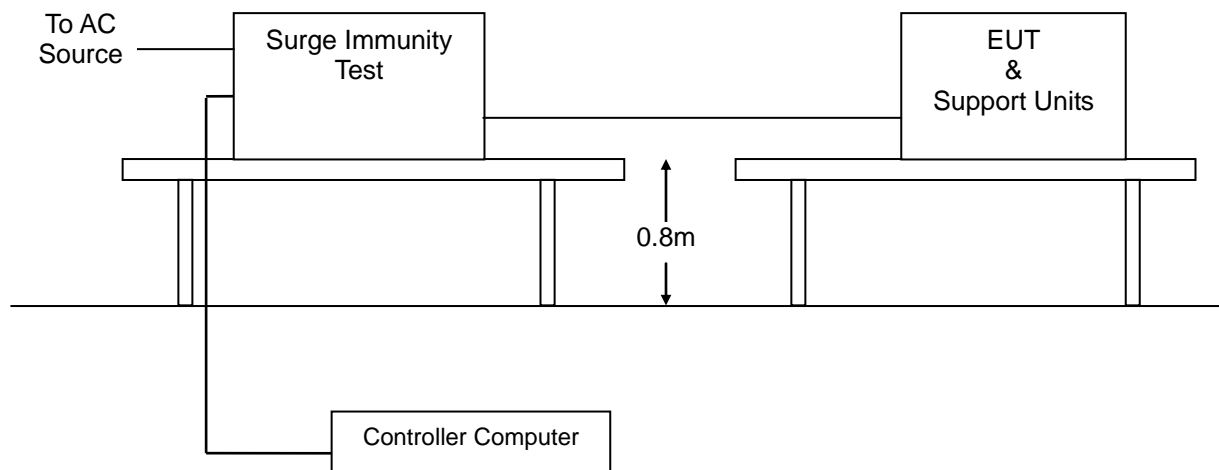 To AC
Source
Surge Immunity
Test
EUT
&
Support Units
0.8m
Controller Computer